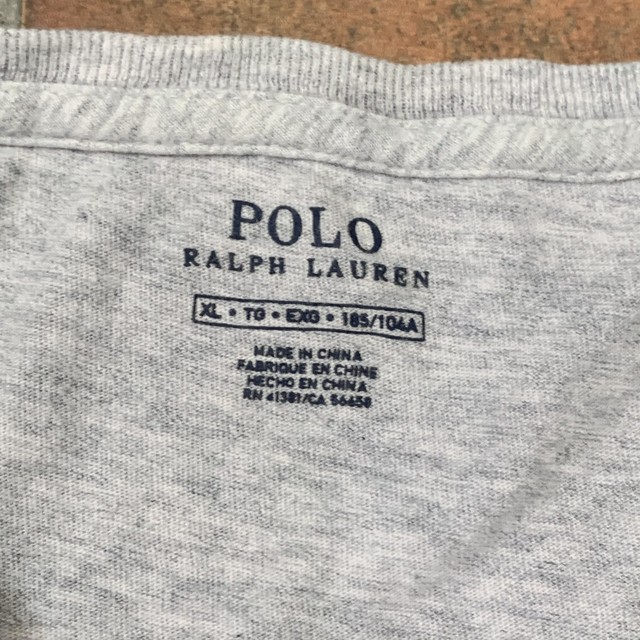 POLO
RALPH LAUREN
XL • TG • EXG • 185/104A
MADE IN CHINA
FABRIQUE EN CHINE
HECHO EN CHINA
RN 41381/CA 56658